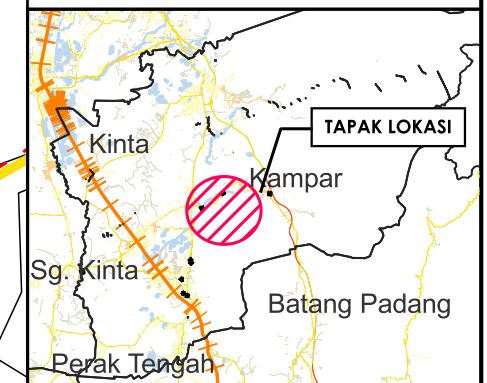 TAPAK LOKASI
Kinta
Kampar
Sg. Kinta
Batang Padang
Perak Tengah